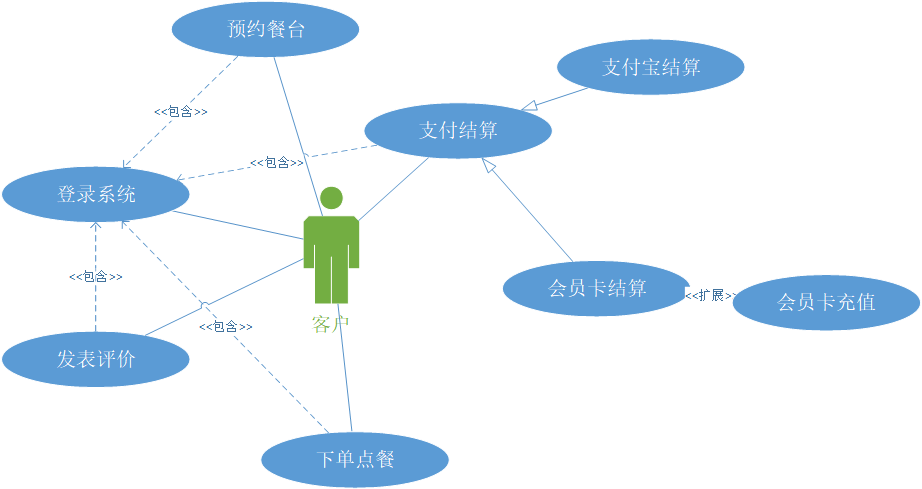 预约餐台
支付宝结算
<<包含>>
支付结算
<<包含>>
登录系统
<<包含>>
会员卡结算
<<扩展>>
会员卡充值
客户
<<包含>>
发表评价
下单点餐